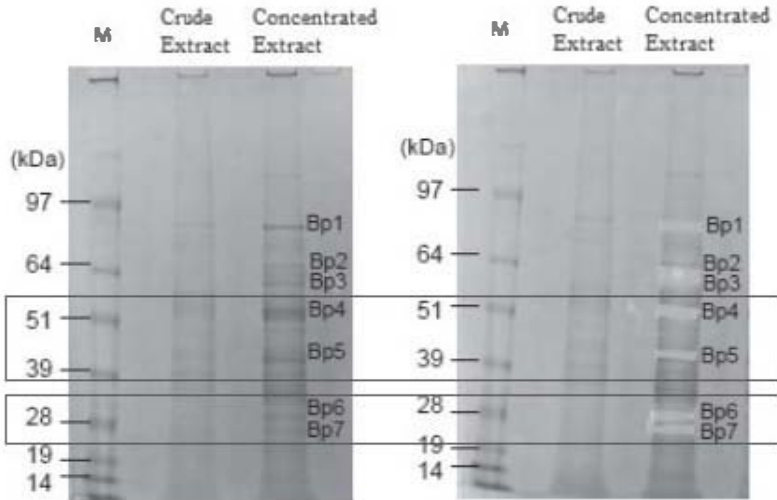 M Crude Extract Concentrated Extract
(kDa)
97
64
51
39
28
19
14
Bp1
Bp2
Bp3
Bp4
Bp5
Bp6
Bp7
M Crude Extract Concentrated Extract
(kDa)
97
64
51
39
28
19
14
Bp1
Bp2
Bp3
Bp4
Bp5
Bp6
Bp7